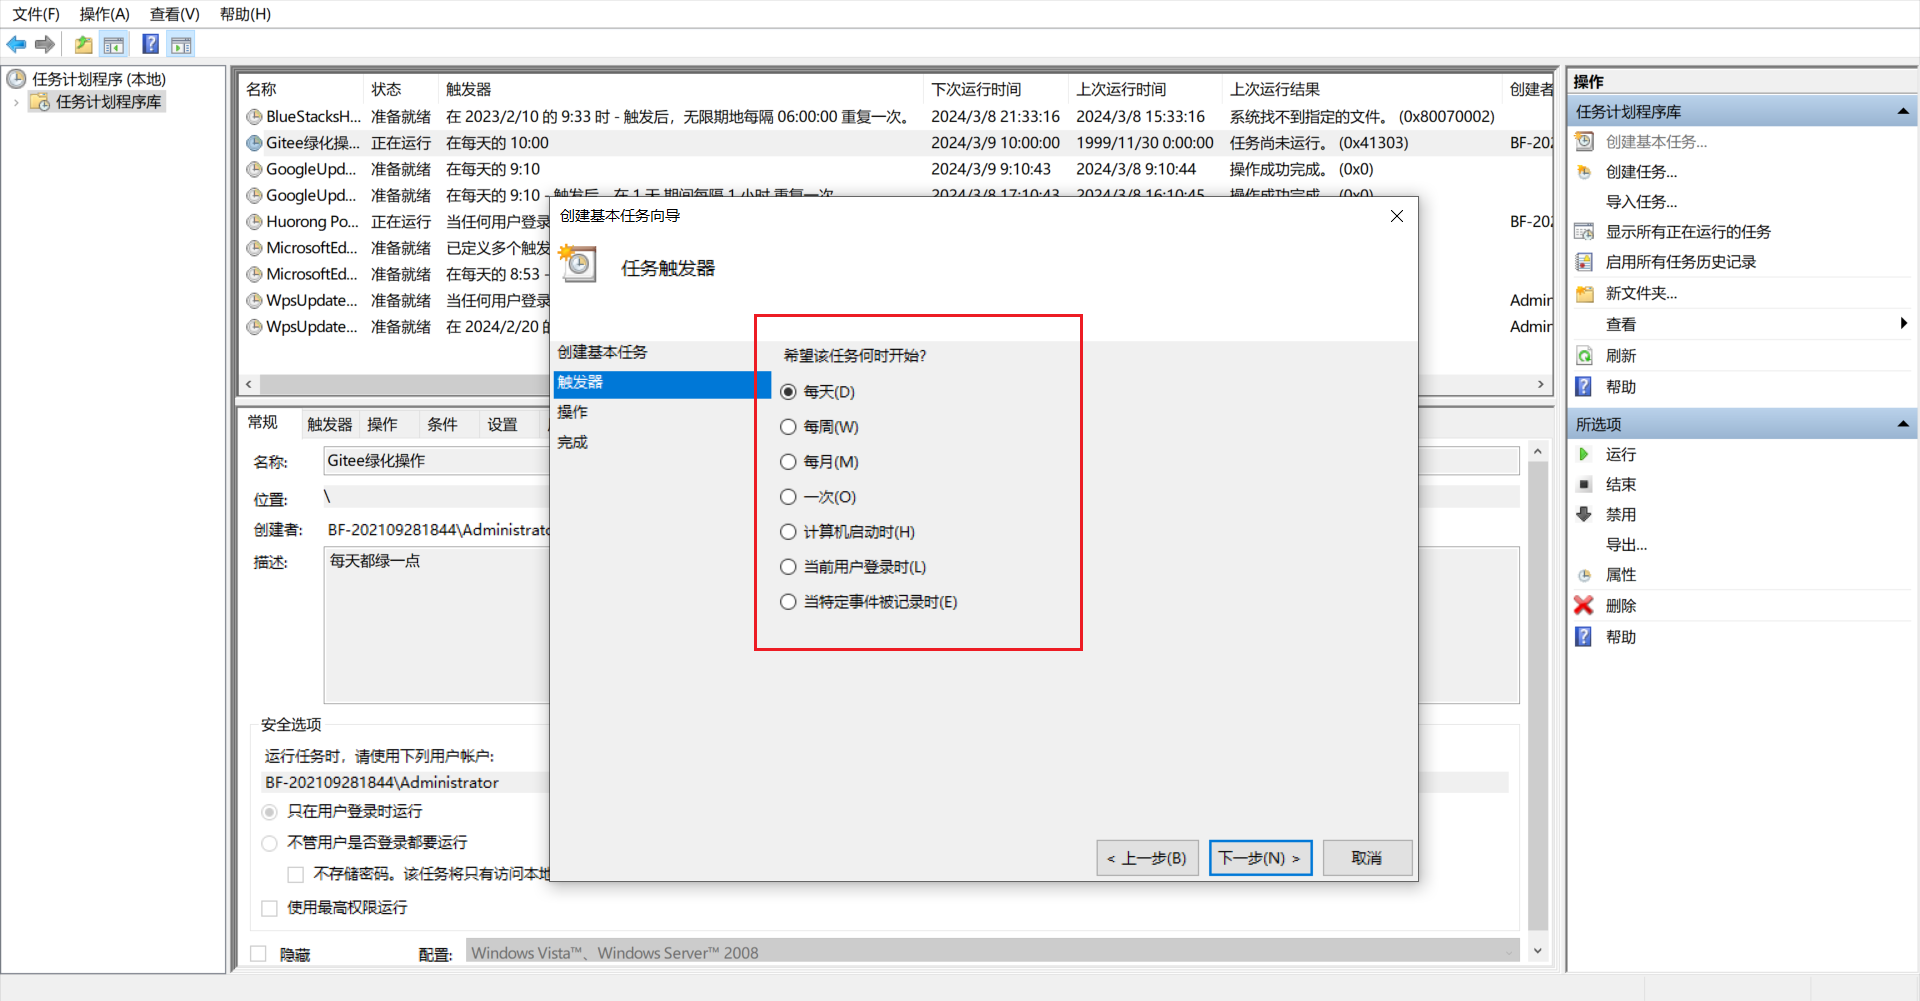 文件(F) 操作(A) 查看(V) 帮助(H)
任务计划程序 (本地)
任务计划程序库
名称 状态 触发器 下次运行时间 上次运行时间 上次运行结果 创建者
BlueStacksH... 准备就绪 在 2023/2/10 的 9:33 时 - 触发后，无限期地每隔 06:00:00 重复一次。 2024/3/8 21:33:16 2024/3/8 15:33:16 系统找不到指定的文件。 (0x80070002)
Gitee绿化操... 正在运行 在每天的 10:00 2024/3/9 10:00:00 1999/11/30 0:00:00 任务尚未运行。 (0x41303) BF-202
GoogleUpd... 准备就绪 在每天的 9:10 2024/3/9 9:10:43 2024/3/8 9:10:44 操作成功完成。 (0x0)
GoogleUpd... 准备就绪 在每天的 9:10 - 触发后，在 1 天 期间每隔 1 小时 重复一次 2024/3/8 17:10:43 2024/3/8 16:10:45 操作成功完成。 (0x0)
Huorong Po... 正在运行 当任何用户登录 BF-202
MicrosoftEd... 准备就绪 已定义多个触发
MicrosoftEd... 准备就绪 在每天的 8:53 -
WpsUpdate... 准备就绪 当任何用户登录 Admin
WpsUpdate... 准备就绪 在 2024/2/20 的 Admin
常规 触发器 操作 条件 设置
名称: Gitee绿化操作
位置: \
创建者: BF-202109281844\Administrato
描述: 每天都绿一点
安全选项
运行任务时，请使用下列用户帐户:
BF-202109281844\Administrator
只在用户登录时运行
不管用户是否登录都要运行
不存储密码。该任务将只有访问本地
使用最高权限运行
隐藏 配置: Windows Vista™、Windows Server™ 2008
创建基本任务向导
任务触发器
创建基本任务
触发器
操作
完成
希望该任务何时开始?
每天(D)
每周(W)
每月(M)
一次(O)
计算机启动时(H)
当前用户登录时(L)
当特定事件被记录时(E)
< 上一步(B) 下一步(N) > 取消
操作
任务计划程序库
创建基本任务...
创建任务...
导入任务...
显示所有正在运行的任务
启用所有任务历史记录
新文件夹...
查看
刷新
帮助
所选项
运行
结束
禁用
导出...
属性
删除
帮助